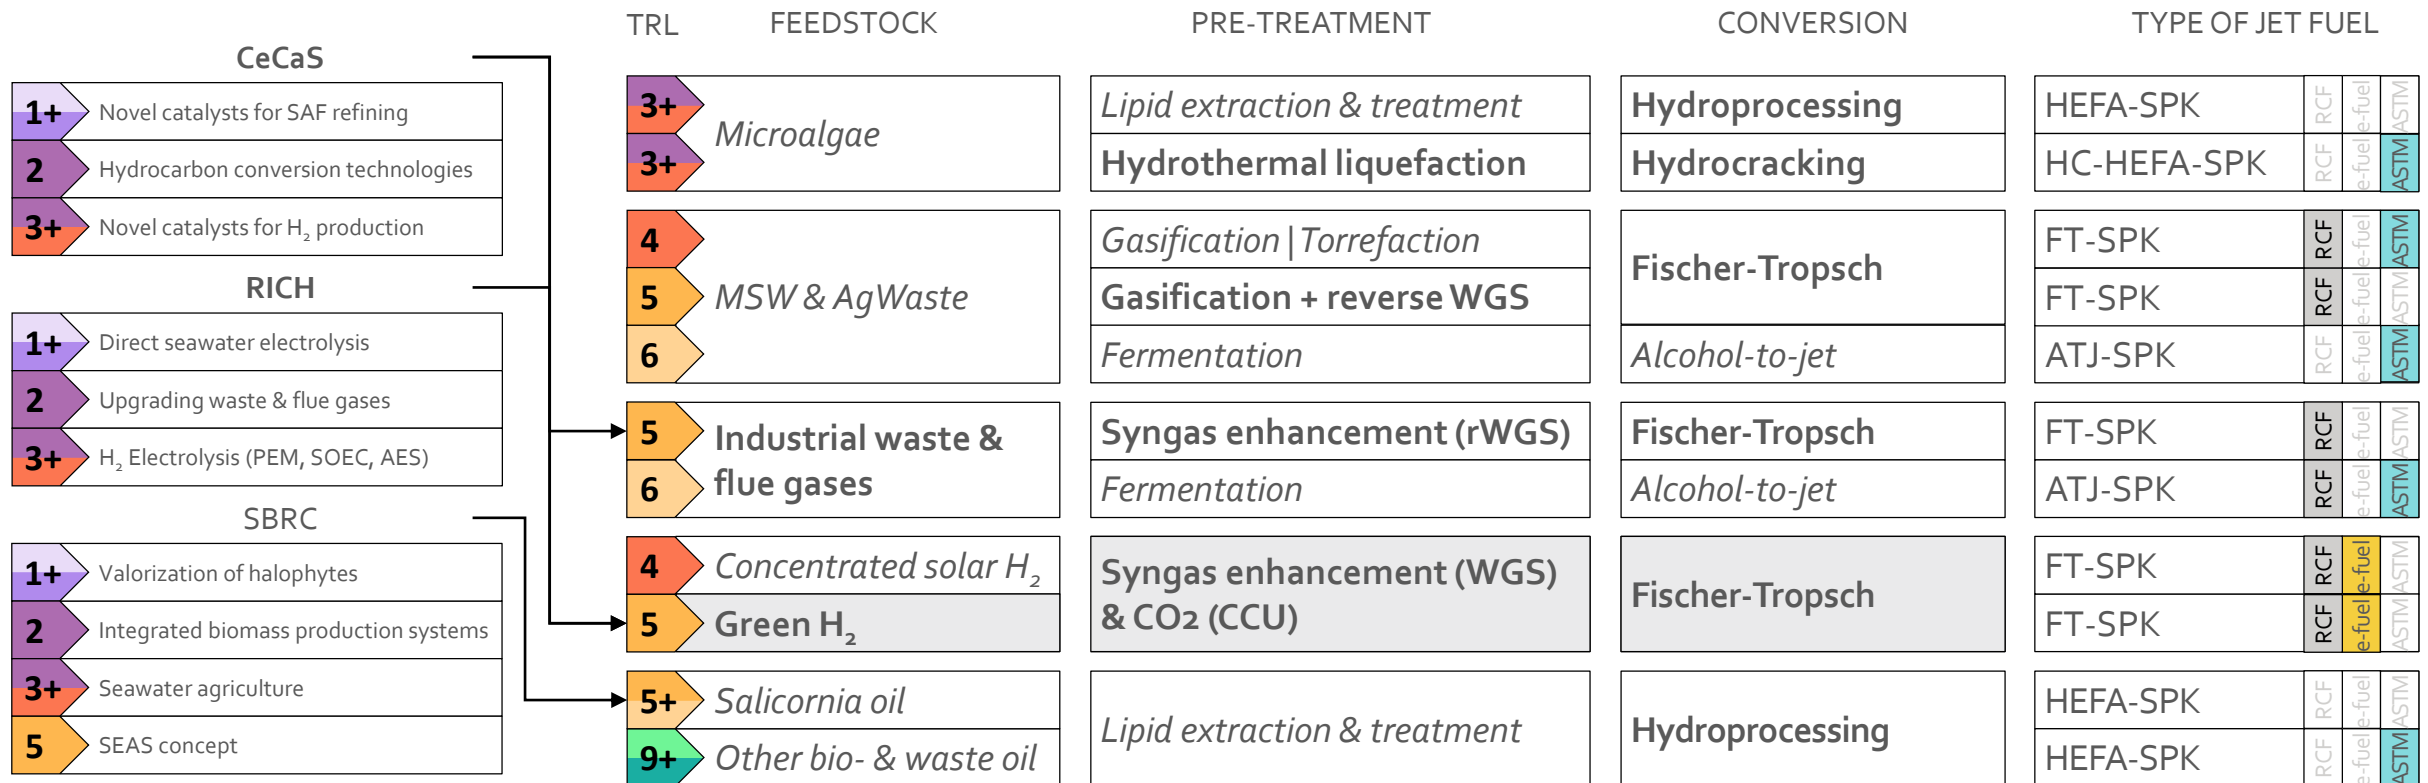 TRL FEEDSTOCK PRE-TREATMENT CONVERSION TYPE OF JET FUEL
CeCaS
1+ Novel catalysts for SAF refining
2 Hydrocarbon conversion technologies
3+ Novel catalysts for H₂ production
RICH
1+ Direct seawater electrolysis
2 Upgrading waste & flue gases
3+ H₂ Electrolysis (PEM, SOEC, AES)
SBRC
1+ Valorization of halophytes
2 Integrated biomass production systems
3+ Seawater agriculture
5 SEAS concept
3+ Microalgae Lipid extraction & treatment Hydroprocessing HEFA-SPK RCF e-fuel ASTM
3+ Hydrothermal liquefaction Hydrocracking HC-HEFA-SPK RCF e-fuel ASTM
4 Gasification | Torrefaction Fischer-Tropsch FT-SPK RCF e-fuel ASTM
5 MSW & AgWaste Gasification + reverse WGS FT-SPK RCF e-fuel ASTM
6 Fermentation Alcohol-to-jet ATJ-SPK RCF e-fuel ASTM
5 Industrial waste & Syngas enhancement (rWGS) Fischer-Tropsch FT-SPK RCF e-fuel ASTM
6 flue gases Fermentation Alcohol-to-jet ATJ-SPK RCF e-fuel ASTM
4 Concentrated solar H₂ Syngas enhancement (WGS) Fischer-Tropsch FT-SPK RCF e-fuel ASTM
5 Green H₂ & CO2 (CCU) FT-SPK RCF e-fuel ASTM
5+ Salicornia oil Lipid extraction & treatment Hydroprocessing HEFA-SPK RCF e-fuel ASTM
9+ Other bio- & waste oil HEFA-SPK RCF e-fuel ASTM